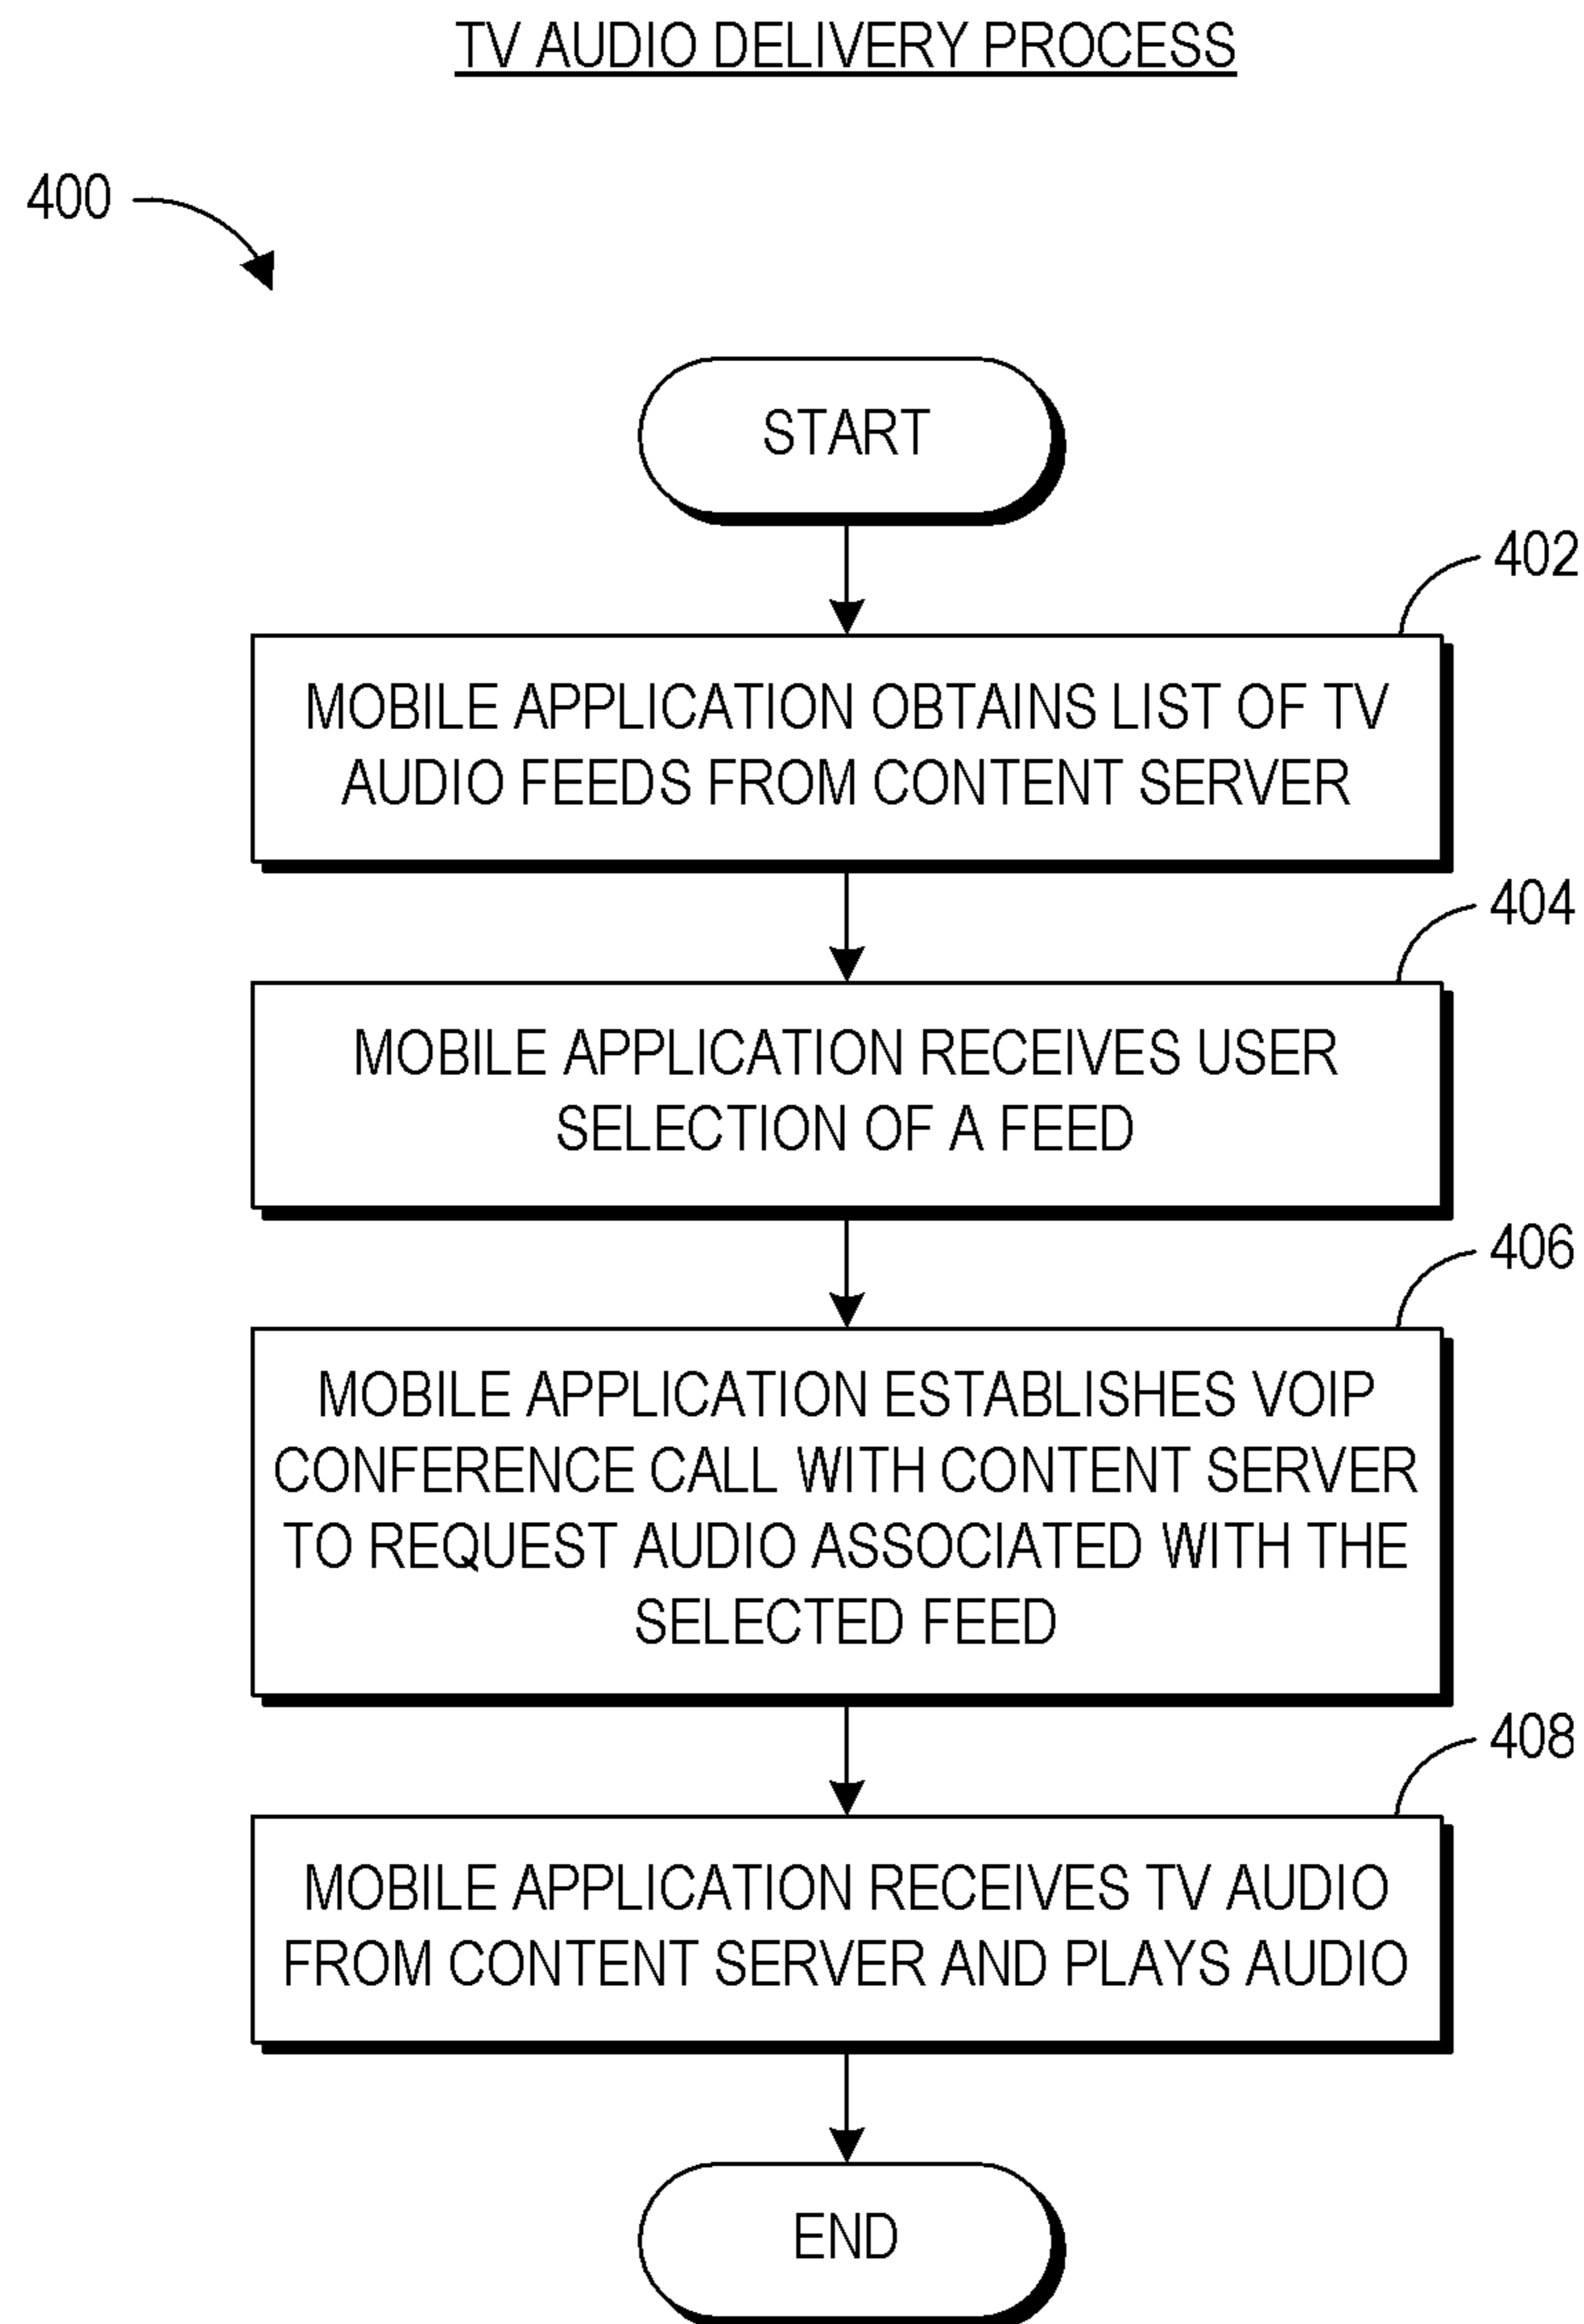 TV AUDIO DELIVERY PROCESS
400
START
402
MOBILE APPLICATION OBTAINS LIST OF TV
AUDIO FEEDS FROM CONTENT SERVER
404
MOBILE APPLICATION RECEIVES USER
SELECTION OF A FEED
406
MOBILE APPLICATION ESTABLISHES VOIP
CONFERENCE CALL WITH CONTENT SERVER
TO REQUEST AUDIO ASSOCIATED WITH THE
SELECTED FEED
408
MOBILE APPLICATION RECEIVES TV AUDIO
FROM CONTENT SERVER AND PLAYS AUDIO
END